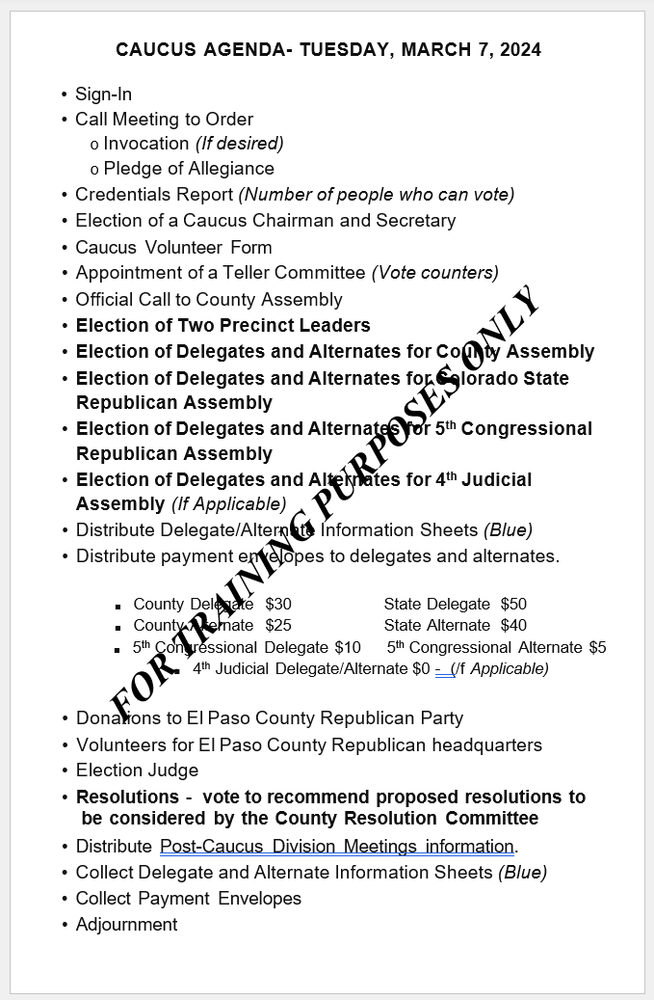 CAUCUS AGENDA- TUESDAY, MARCH 7, 2024
• Sign-In
• Call Meeting to Order
o Invocation (If desired)
o Pledge of Allegiance
• Credentials Report (Number of people who can vote)
• Election of a Caucus Chairman and Secretary
• Caucus Volunteer Form
• Appointment of a Teller Committee (Vote counters)
• Official Call to County Assembly
• Election of Two Precinct Leaders
• Election of Delegates and Alternates for County Assembly
• Election of Delegates and Alternates for Colorado State
Republican Assembly
• Election of Delegates and Alternates for 5th Congressional
Republican Assembly
• Election of Delegates and Alternates for 4th Judicial
Assembly (If Applicable)
• Distribute Delegate/Alternate Information Sheets (Blue)
• Distribute payment envelopes to delegates and alternates.
▪ County Delegate $30 State Delegate $50
▪ County Alternate $25 State Alternate $40
▪ 5th Congressional Delegate $10 5th Congressional Alternate $5
▪ 4th Judicial Delegate/Alternate $0 - (/f Applicable)
• Donations to El Paso County Republican Party
• Volunteers for El Paso County Republican headquarters
• Election Judge
• Resolutions - vote to recommend proposed resolutions to
be considered by the County Resolution Committee
• Distribute Post-Caucus Division Meetings information.
• Collect Delegate and Alternate Information Sheets (Blue)
• Collect Payment Envelopes
• Adjournment
FOR TRAINING PURPOSES ONLY